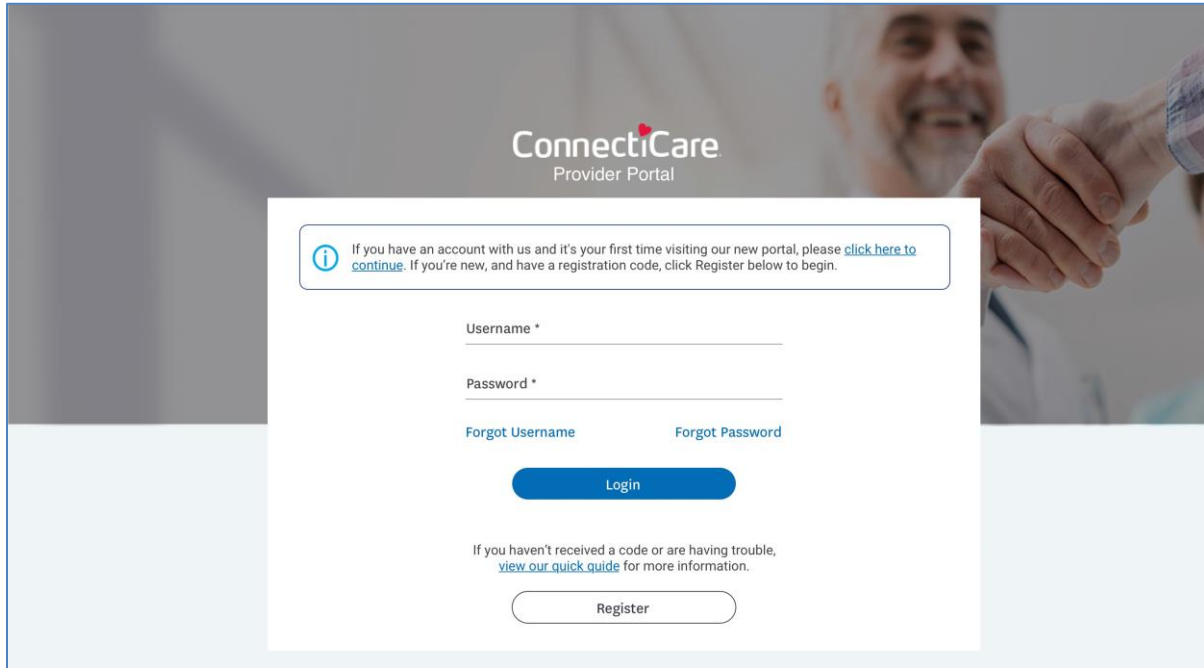 ConnectiCare
Provider Portal
If you have an account with us and it's your first time visiting our new portal, please click here to
continue. If you're new, and have a registration code, click Register below to begin.
Username *
Password *
Forgot Username
Forgot Password
Login
If you haven't received a code or are having trouble,
view our quick quide for more information.
Register